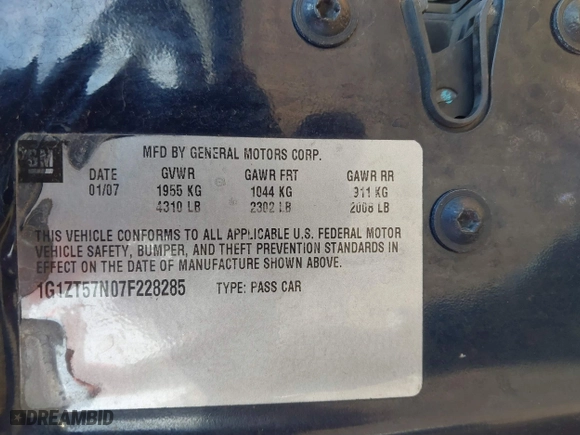 GM
MFD BY GENERAL MOTORS CORP.
DATE GVWR GAWR FRT GAWR RR
01/07 1955 KG 1044 KG 911 KG
4310 LB 2302 LB 2008 LB
THIS VEHICLE CONFORMS TO ALL APPLICABLE U.S. FEDERAL MOTOR
VEHICLE SAFETY, BUMPER, AND THEFT PREVENTION STANDARDS IN
EFFECT ON THE DATE OF MANUFACTURE SHOWN ABOVE.
1G1ZT57N07F228285 TYPE: PASS CAR
DREAMBID